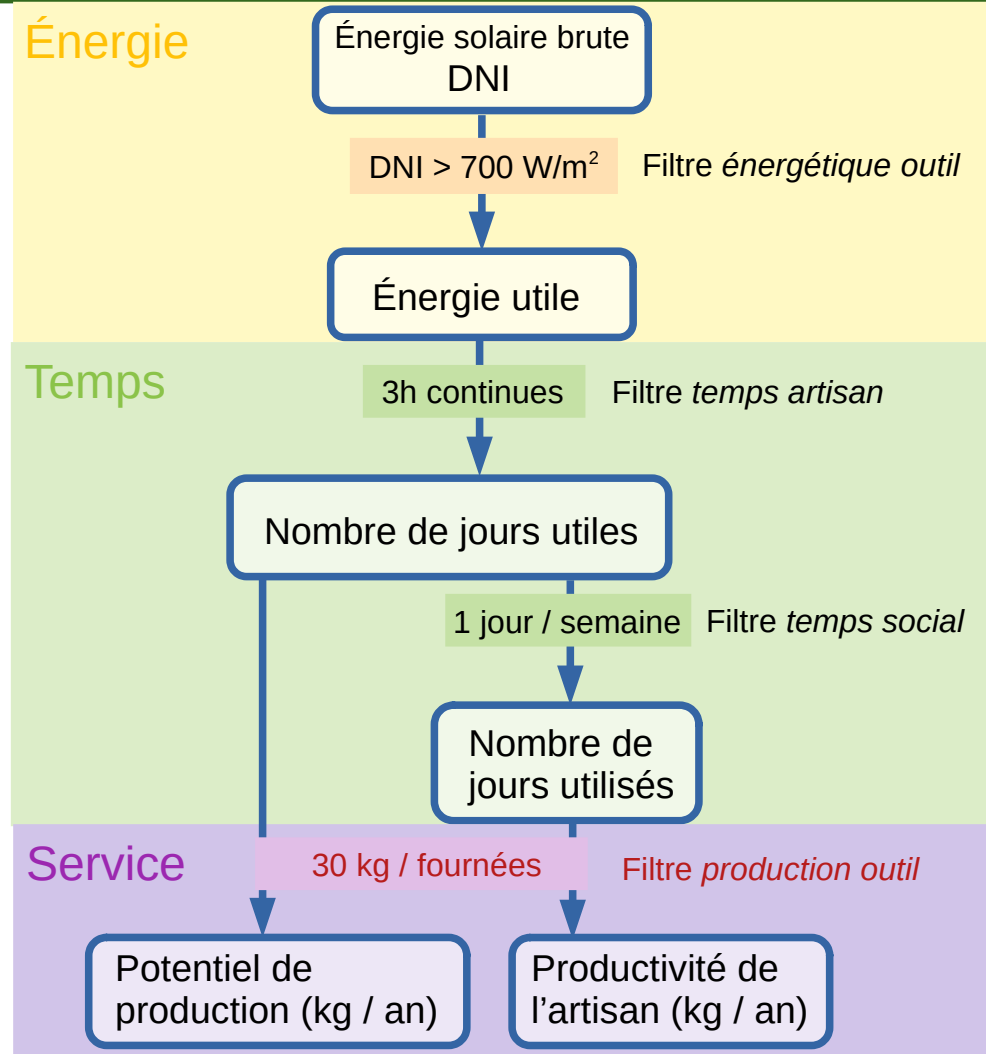 Énergie
Énergie solaire brute
DNI
DNI > 700 W/m²
Filtre énergétique outil
Énergie utile
Temps
3h continues
Filtre temps artisan
Nombre de jours utiles
1 jour / semaine
Filtre temps social
Nombre de
jours utilisés
Service
30 kg / fournées
Filtre production outil
Potentiel de
production (kg / an)
Productivité de
l’artisan (kg / an)